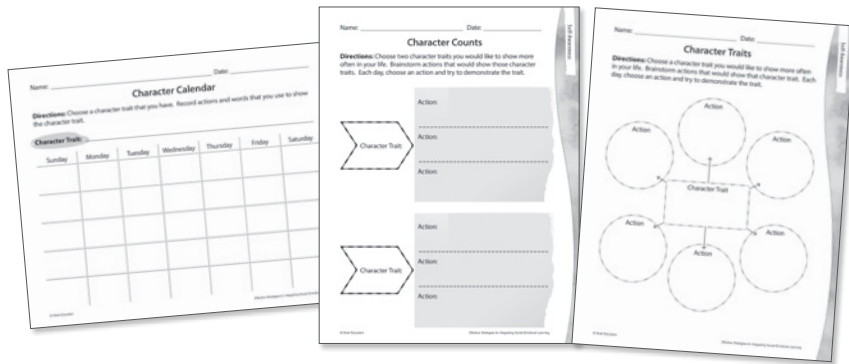 Name: Date:
Character Calendar
Directions: Choose a character trait that you have. Record actions and words that you use to show
the character trait.
Character Trait:
Sunday Monday Tuesday Wednesday Thursday Friday Saturday
Name: Date:
Character Counts
Directions: Choose two character traits you would like to show more
often in your life. Brainstorm actions that would show those character
traits. Each day, choose an action and try to demonstrate the trait.
Action:
Character Trait:
Action:
Action:
Action:
Character Trait:
Action:
Action:
Self-Awareness
Name: Date:
Character Traits
Directions: Choose a character trait you would like to show more often
in your life. Brainstorm actions that would show that character trait. Each
day, choose an action and try to demonstrate the trait.
Action
Action
Action
Character Trait
Action
Action
Action
Self-Awareness